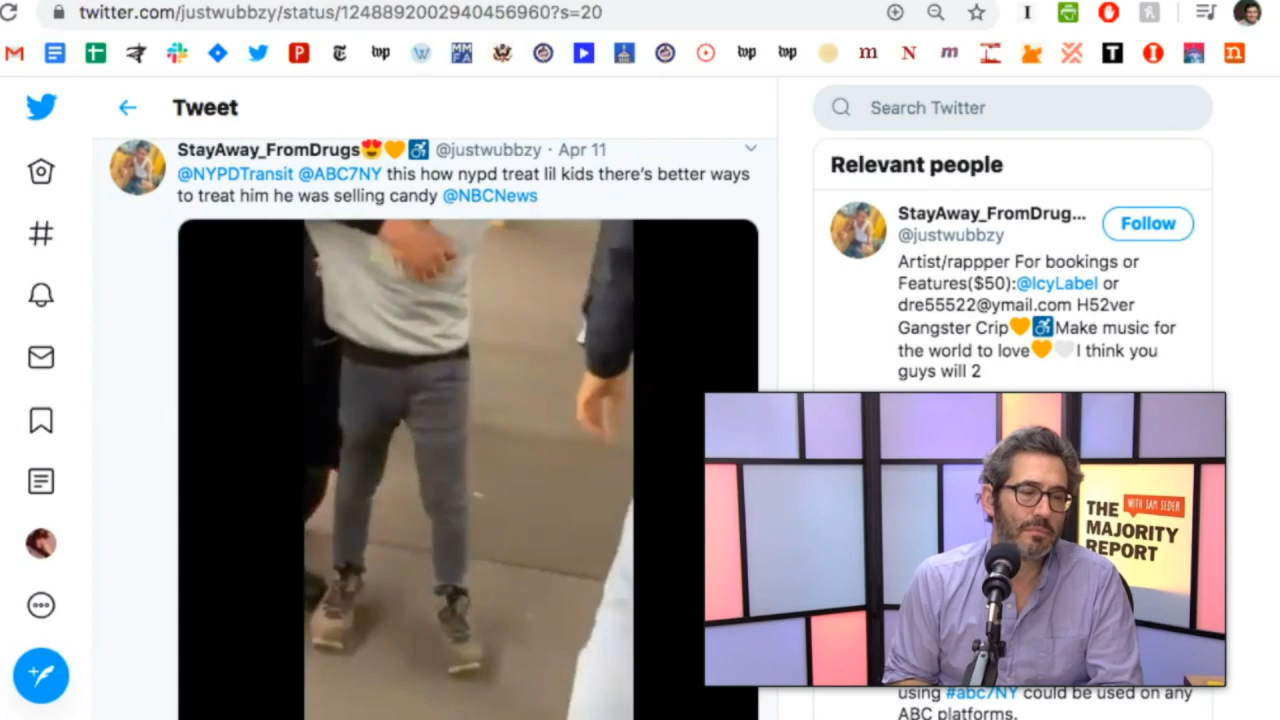 twitter.com/justwubbzy/status/1248892002940456960?s=20
Tweet
StayAway_FromDrugs😍🧡♿ @justwubbzy · Apr 11
@NYPDTransit @ABC7NY this how nypd treat lil kids there's better ways
to treat him he was selling candy @NBCNews
Search Twitter
Relevant people
StayAway_FromDrug...
@justwubbzy
Follow
Artist/rappper For bookings or
Features($50):@IcyLabel or
dre55522@ymail.com H52ver
Gangster Crip🧡♿Make music for
the world to love🧡🤍I think you
guys will 2
THE
WITH SAM SEDER
MAJORITY
REPORT
using #abc7NY could be used on any
ABC platforms.